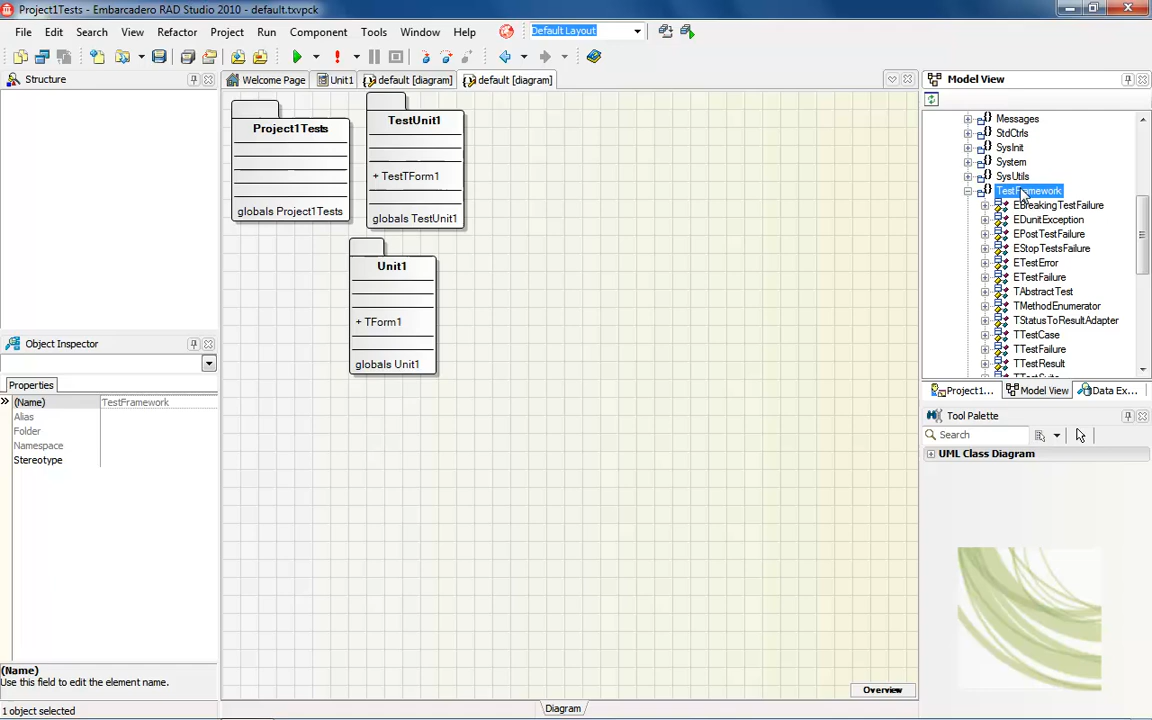 Project1Tests - Embarcadero RAD Studio 2010 - default.txvpck
File Edit Search View Refactor Project Run Component Tools Window Help
Default Layout
Structure
Welcome Page Unit1 default [diagram] default [diagram]
Model View
Project1Tests
globals Project1Tests
TestUnit1
+ TestTForm1
globals TestUnit1
Unit1
+ TForm1
globals Unit1
Messages
StdCtrls
SysInit
System
SysUtils
TestFramework
EBreakingTestFailure
EDunitException
EPostTestFailure
EStopTestsFailure
ETestError
ETestFailure
TAbstractTest
TMethodEnumerator
TStatusToResultAdapter
TTestCase
TTestFailure
TTestResult
TTestSuite
Project1... Model View Data Ex...
Object Inspector
Properties
(Name) TestFramework
Alias
Folder
Namespace
Stereotype
Tool Palette
Search
UML Class Diagram
(Name)
Use this field to edit the element name.
Overview
Diagram
1 object selected